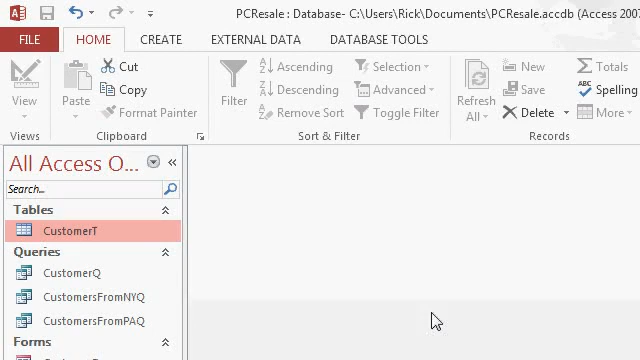 PCResale : Database- C:\Users\Rick\Documents\PCResale.accdb (Access 2007
FILE HOME CREATE EXTERNAL DATA DATABASE TOOLS
View Paste Cut Copy Format Painter
Filter Ascending Descending Remove Sort Selection Advanced Toggle Filter
Refresh All New Save Delete Totals Spelling More
Views Clipboard Sort & Filter Records
All Access O...
Search...
Tables
CustomerT
Queries
CustomerQ
CustomersFromNYQ
CustomersFromPAQ
Forms